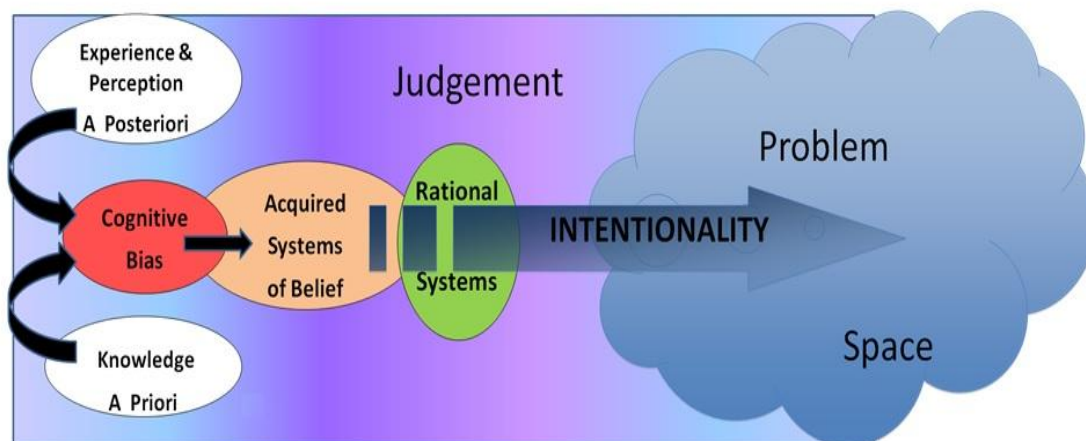 Experience &
Perception
A Posteriori
Judgement
Problem
Cognitive
Bias
Acquired
Systems
of Belief
Rational
Systems
INTENTIONALITY
Space
Knowledge
A Priori